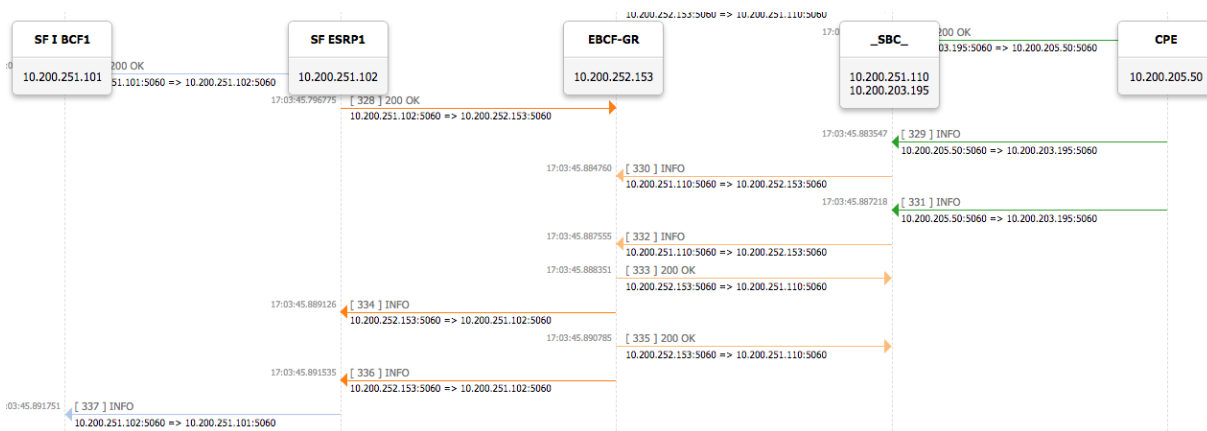 10.200.252.153:5060 => 10.200.251.110:5060
SF I BCF1
10.200.251.101
SF ESRP1
10.200.251.102
EBCF-GR
10.200.252.153
_SBC_
10.200.251.110
10.200.203.195
CPE
10.200.205.50
17:0
200 OK
03.195:5060 => 10.200.205.50:5060
200 OK
51.101:5060 => 10.200.251.102:5060
17:03:45.796775
[ 328 ] 200 OK
10.200.251.102:5060 => 10.200.252.153:5060
17:03:45.883547
[ 329 ] INFO
10.200.205.50:5060 => 10.200.203.195:5060
17:03:45.884760
[ 330 ] INFO
10.200.251.110:5060 => 10.200.252.153:5060
17:03:45.887218
[ 331 ] INFO
10.200.205.50:5060 => 10.200.203.195:5060
17:03:45.887555
[ 332 ] INFO
10.200.251.110:5060 => 10.200.252.153:5060
17:03:45.888351
[ 333 ] 200 OK
10.200.252.153:5060 => 10.200.251.110:5060
17:03:45.889126
[ 334 ] INFO
10.200.252.153:5060 => 10.200.251.102:5060
17:03:45.890785
[ 335 ] 200 OK
10.200.252.153:5060 => 10.200.251.110:5060
17:03:45.891535
[ 336 ] INFO
10.200.252.153:5060 => 10.200.251.102:5060
:03:45.891751
[ 337 ] INFO
10.200.251.102:5060 => 10.200.251.101:5060